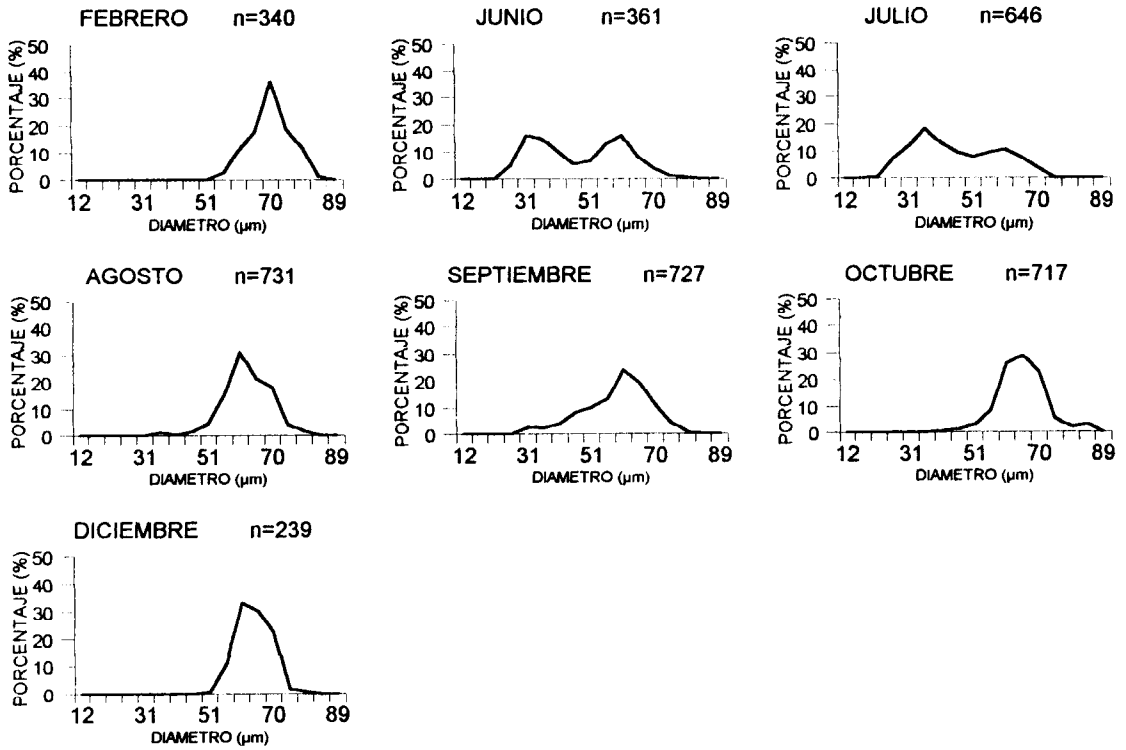 FEBRERO n=340
PORCENTAJE (%)
50
40
30
20
10
0
12 31 51 70 89
DIAMETRO (µm)
JUNIO n=361
PORCENTAJE (%)
50
40
30
20
10
0
12 31 51 70 89
DIAMETRO (µm)
JULIO n=646
PORCENTAJE (%)
50
40
30
20
10
0
12 31 51 70 89
DIAMETRO (µm)
AGOSTO n=731
PORCENTAJE (%)
50
40
30
20
10
0
12 31 51 70 89
DIAMETRO (µm)
SEPTIEMBRE n=727
PORCENTAJE (%)
50
40
30
20
10
0
12 31 51 70 89
DIAMETRO (µm)
OCTUBRE n=717
PORCENTAJE (%)
50
40
30
20
10
0
12 31 51 70 89
DIAMETRO (µm)
DICIEMBRE n=239
PORCENTAJE (%)
50
40
30
20
10
0
12 31 51 70 89
DIAMETRO (µm)